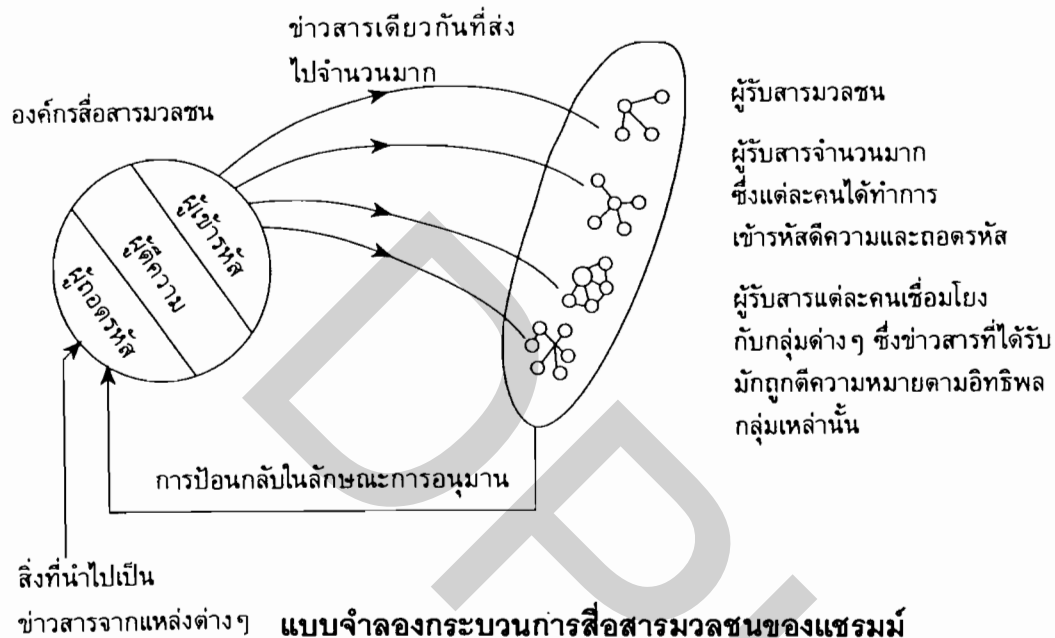 ข่าวสารเดียวกันที่ส่ง
ไปจำนวนมาก
องค์กรสื่อสารมวลชน
ผู้เข้ารหัส
ผู้ตีความ
ผู้ถอดรหัส
ผู้รับสารมวลชน
ผู้รับสารจำนวนมาก
ซึ่งแต่ละคนได้ทำการ
เข้ารหัสตีความและถอดรหัส
ผู้รับสารแต่ละคนเชื่อมโยง
กับกลุ่มต่างๆ ซึ่งข่าวสารที่ได้รับ
มักถูกตีความหมายตามอิทธิพล
กลุ่มเหล่านั้น
การป้อนกลับในลักษณะการอนุมาน
สิ่งที่นำไปเป็น
ข่าวสารจากแหล่งต่างๆ
แบบจำลองกระบวนการสื่อสารมวลชนของแชรมม์